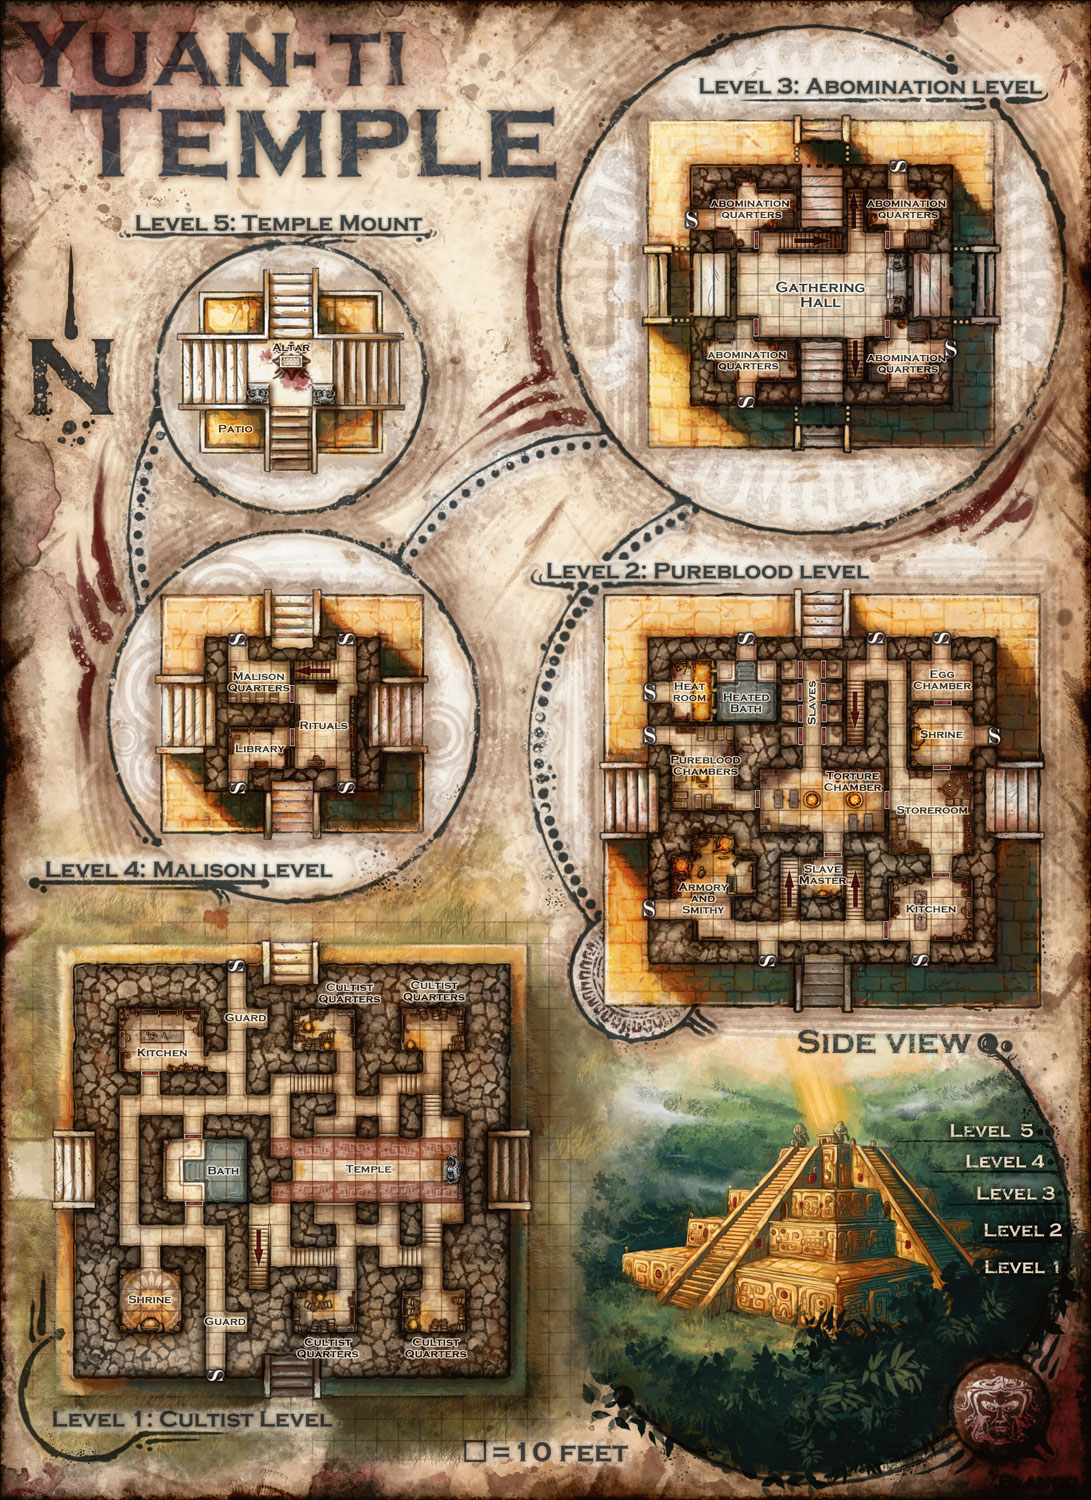 Yuan-ti
Temple
Level 5: Temple Mount
Altar
Patio
N
Level 3: Abomination level
S
Abomination
Quarters
S
Abomination
Quarters
Gathering
Hall
Abomination
Quarters
S
Abomination
Quarters
S
Level 4: Malison level
S
S
Malison
Quarters
Rituals
Library
S
S
Level 2: Pureblood level
S
S
S
S
Heat
room
Heated
Bath
Slaves
Egg
Chamber
S
Shrine
S
Pureblood
Chambers
Torture
Chamber
Storeroom
Slave
Master
Armory
and
Smithy
S
Kitchen
S
S
Level 1: Cultist Level
S
Cultist
Quarters
Cultist
Quarters
Guard
Kitchen
Bath
Temple
Shrine
Guard
Cultist
Quarters
Cultist
Quarters
S
= 10 feet
Side view
Level 5
Level 4
Level 3
Level 2
Level 1